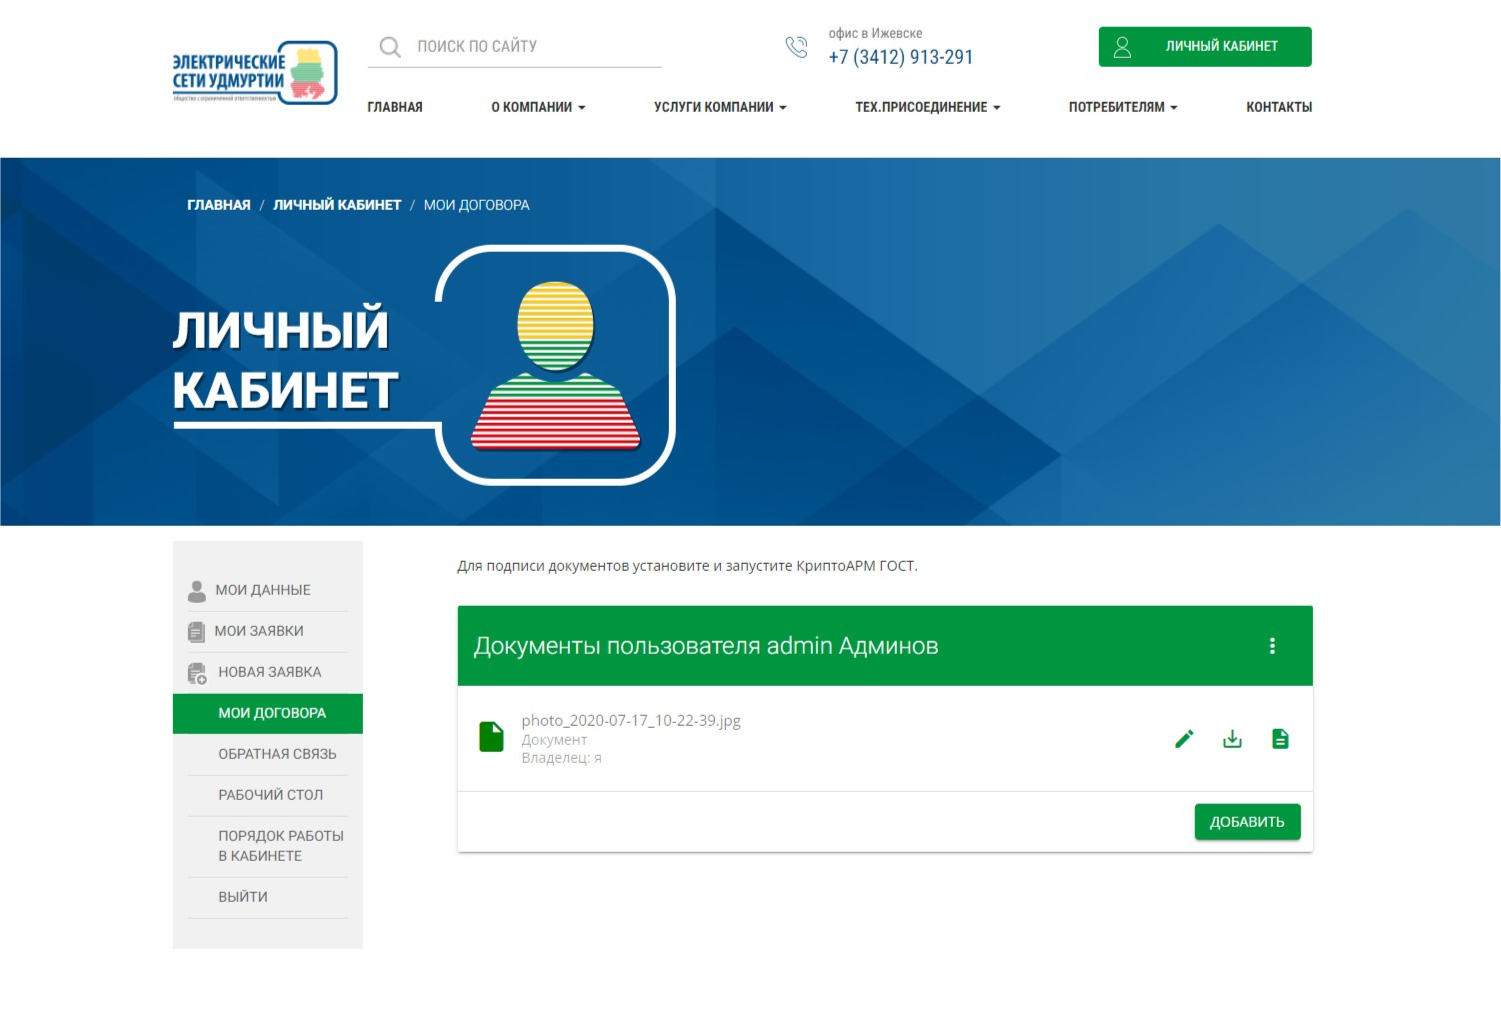 ЭЛЕКТРИЧЕСКИЕ
СЕТИ УДМУРТИИ
общество с ограниченной ответственностью
ПОИСК ПО САЙТУ
офис в Ижевске
+7 (3412) 913-291
ЛИЧНЫЙ КАБИНЕТ
ГЛАВНАЯ О КОМПАНИИ УСЛУГИ КОМПАНИИ ТЕХ.ПРИСОЕДИНЕНИЕ ПОТРЕБИТЕЛЯМ КОНТАКТЫ
ГЛАВНАЯ / ЛИЧНЫЙ КАБИНЕТ / МОИ ДОГОВОРА
ЛИЧНЫЙ
КАБИНЕТ
МОИ ДАННЫЕ
МОИ ЗАЯВКИ
НОВАЯ ЗАЯВКА
МОИ ДОГОВОРА
ОБРАТНАЯ СВЯЗЬ
РАБОЧИЙ СТОЛ
ПОРЯДОК РАБОТЫ
В КАБИНЕТЕ
ВЫЙТИ
Для подписи документов установите и запустите КриптоАРМ ГОСТ.
Документы пользователя admin Админов
photo_2020-07-17_10-22-39.jpg
Документ
Владелец: я
ДОБАВИТЬ